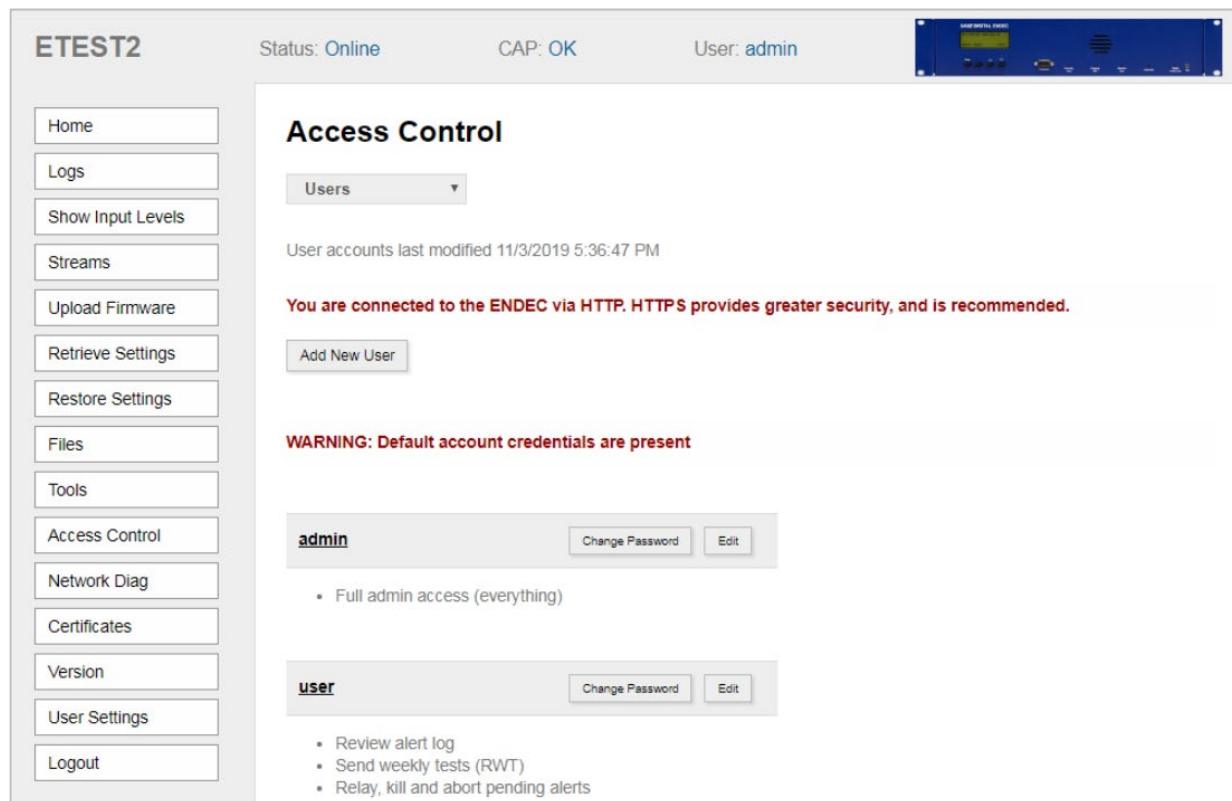 ETEST2
Status: Online
CAP: OK
User: admin
SAGE DIGITAL ENDEC
Home
Logs
Show Input Levels
Streams
Upload Firmware
Retrieve Settings
Restore Settings
Files
Tools
Access Control
Network Diag
Certificates
Version
User Settings
Logout
Access Control
Users
User accounts last modified 11/3/2019 5:36:47 PM
You are connected to the ENDEC via HTTP. HTTPS provides greater security, and is recommended.
Add New User
WARNING: Default account credentials are present
admin
Change Password
Edit
Full admin access (everything)
user
Change Password
Edit
Review alert log
Send weekly tests (RWT)
Relay, kill and abort pending alerts